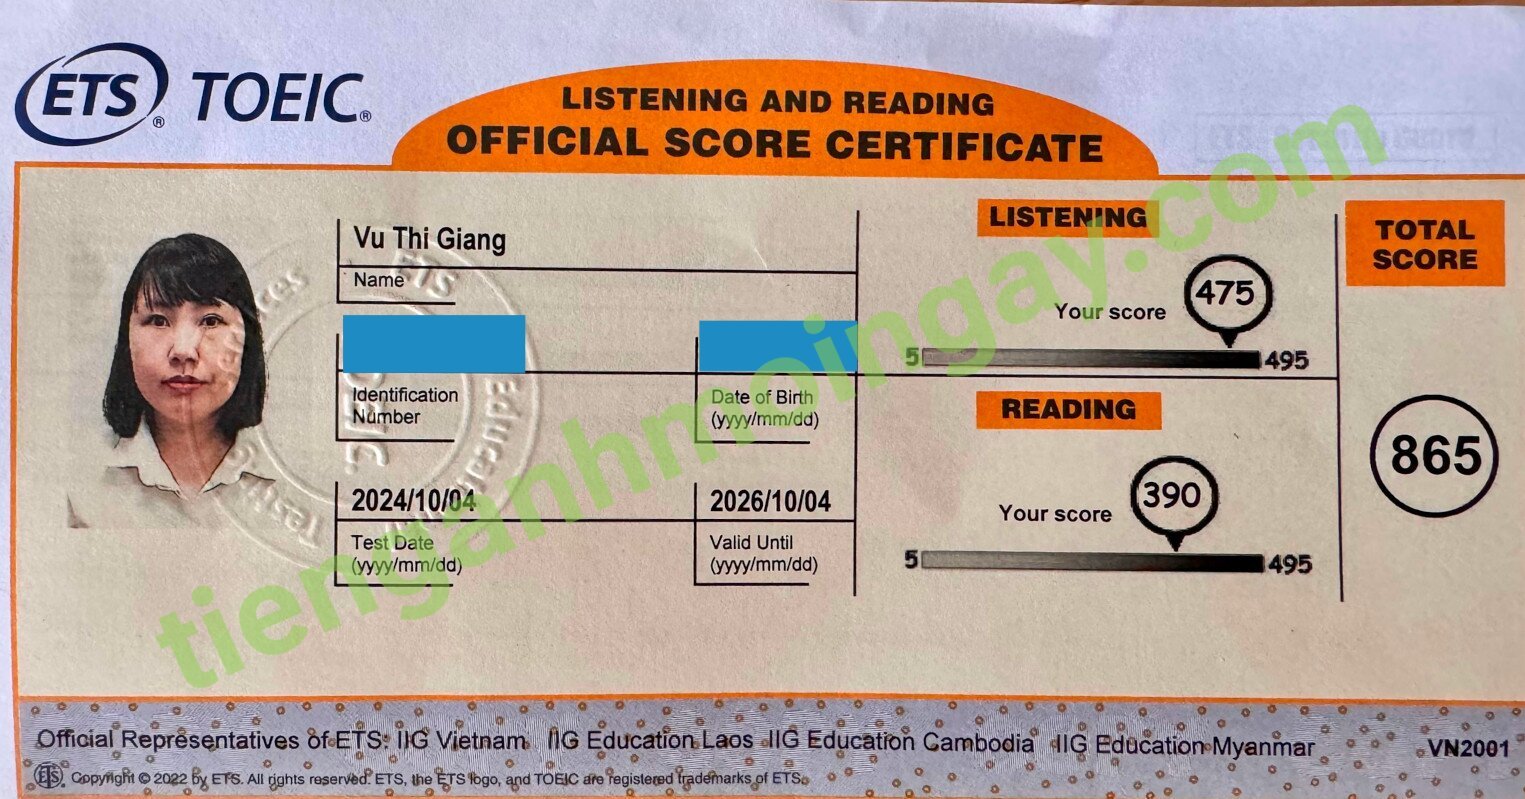 ETS® TOEIC®
LISTENING AND READING
OFFICIAL SCORE CERTIFICATE
Vu Thi Giang
Name
Identification
Number
Date of Birth
(yyyy/mm/dd)
2024/10/04
Test Date
(yyyy/mm/dd)
2026/10/04
Valid Until
(yyyy/mm/dd)
LISTENING
Your score 475
5 495
READING
Your score 390
5 495
TOTAL
SCORE
865
ETS
tienganhmoingay.com
Official Representatives of ETS: IIG Vietnam IIG Education Laos IIG Education Cambodia IIG Education Myanmar VN2001
ETS® Copyright © 2022 by ETS. All rights reserved. ETS, the ETS logo, and TOEIC are registered trademarks of ETS.